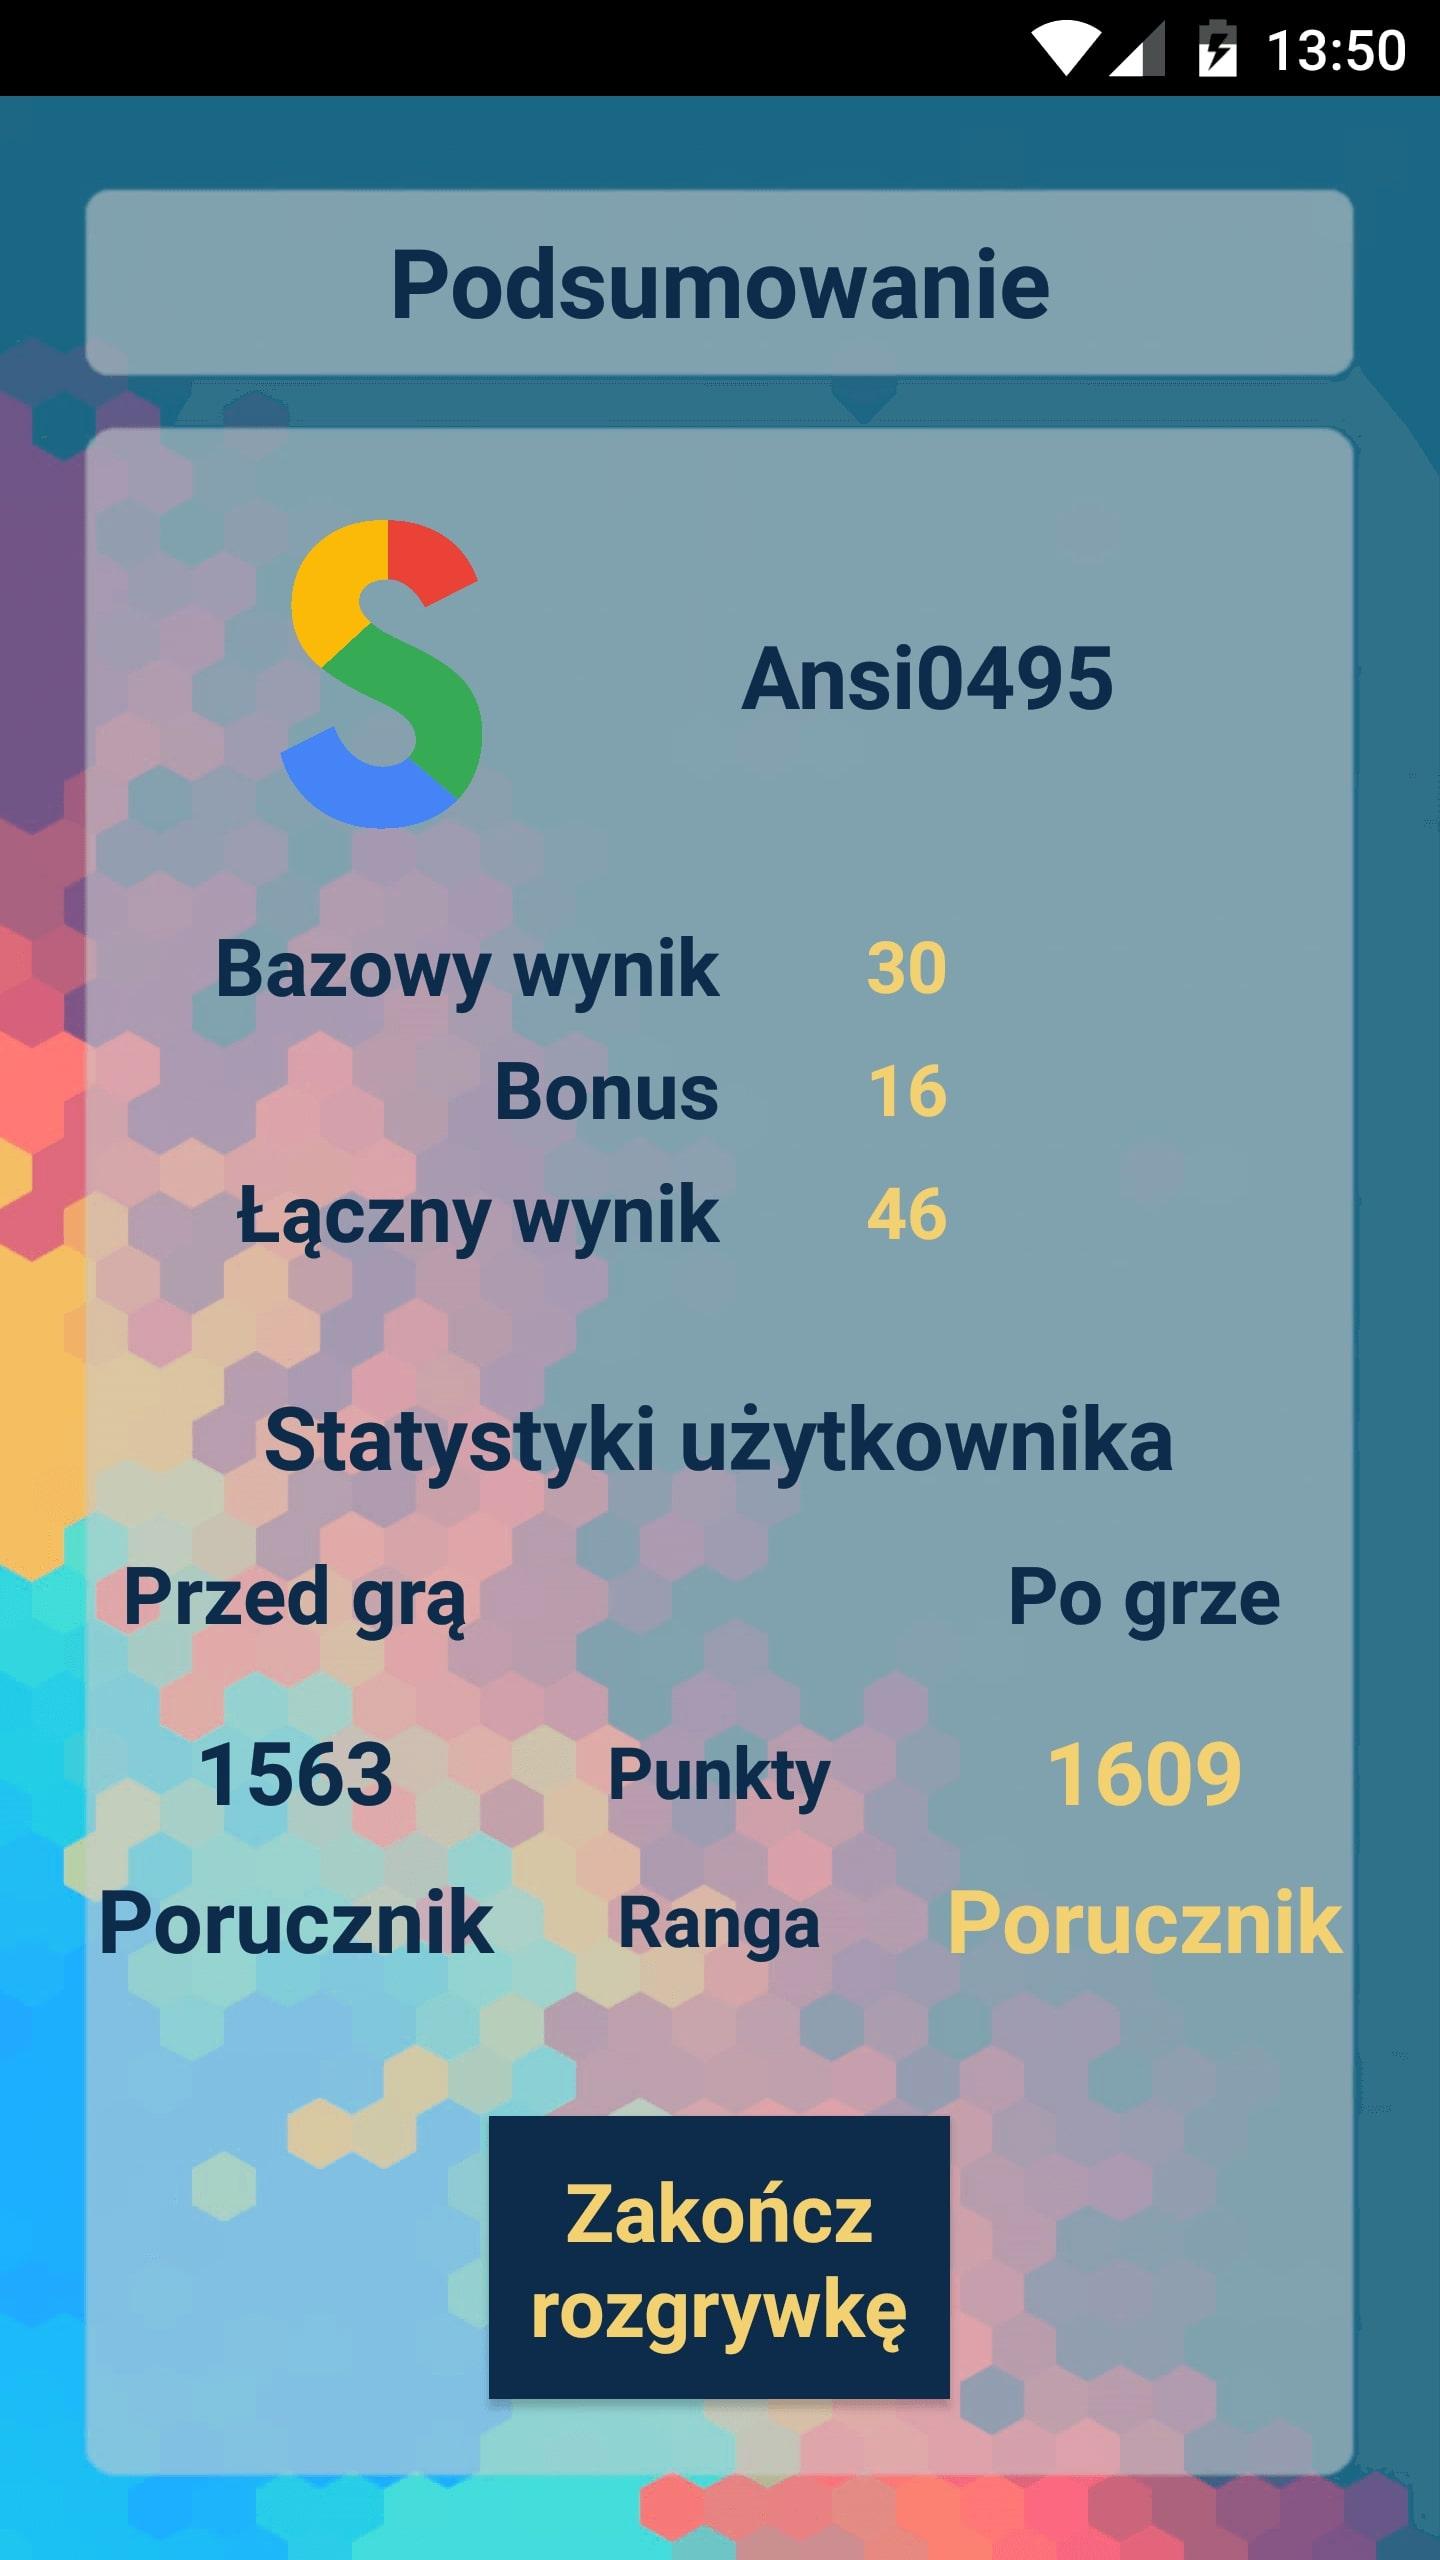 13:50
Podsumowanie
S
Ansi0495
Bazowy wynik 30
Bonus 16
Łączny wynik 46
Statystyki użytkownika
Przed grą Po grze
1563 Punkty 1609
Porucznik Ranga Porucznik
Zakończ
rozgrywkę